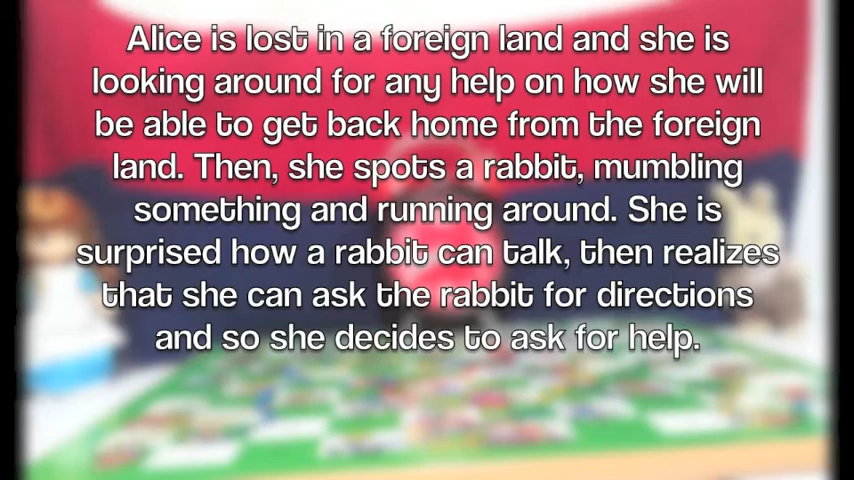 Alice is lost in a foreign land and she is
looking around for any help on how she will
be able to get back home from the foreign
land. Then, she spots a rabbit, mumbling
something and running around. She is
surprised how a rabbit can talk, then realizes
that she can ask the rabbit for directions
and so she decides to ask for help.